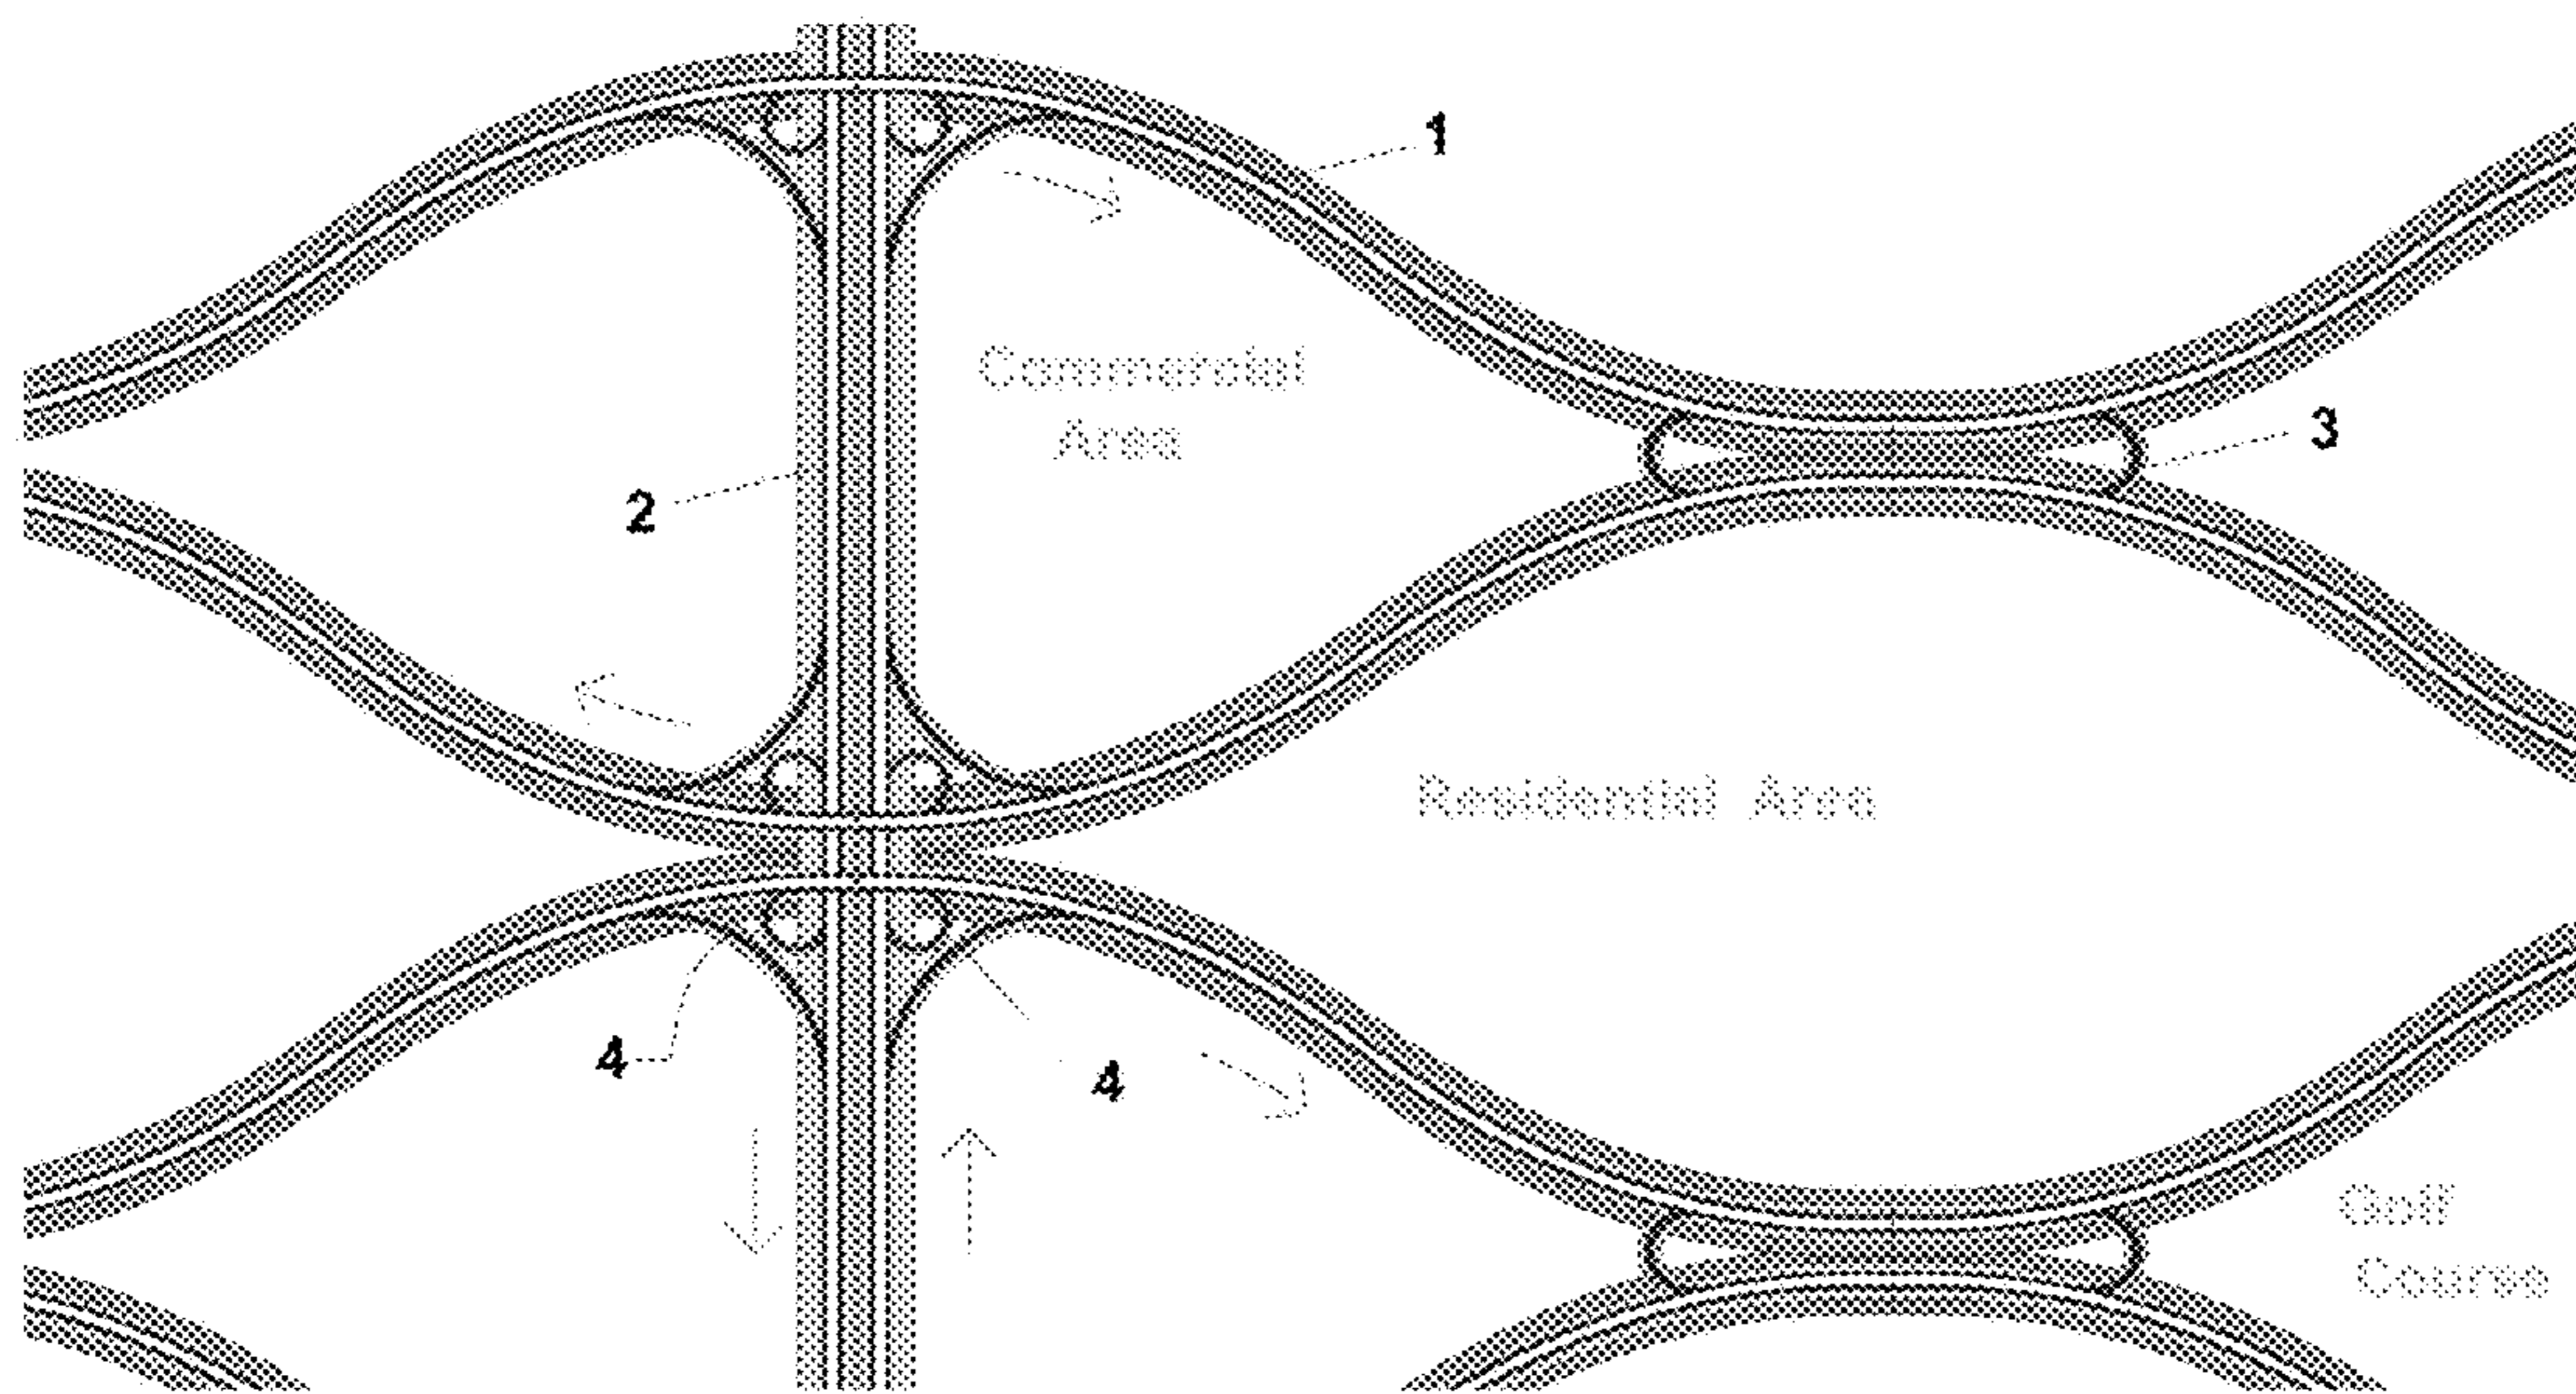 1
Commercial
Area
3
2
Residential Area
4
4
Golf
Course